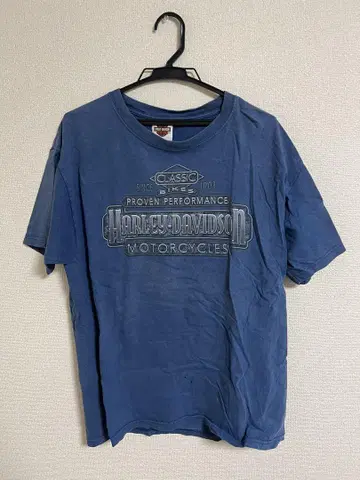 CLASSIC
BIKES
PROVEN PERFORMANCE
HARLEY-DAVIDSON
MOTORCYCLES